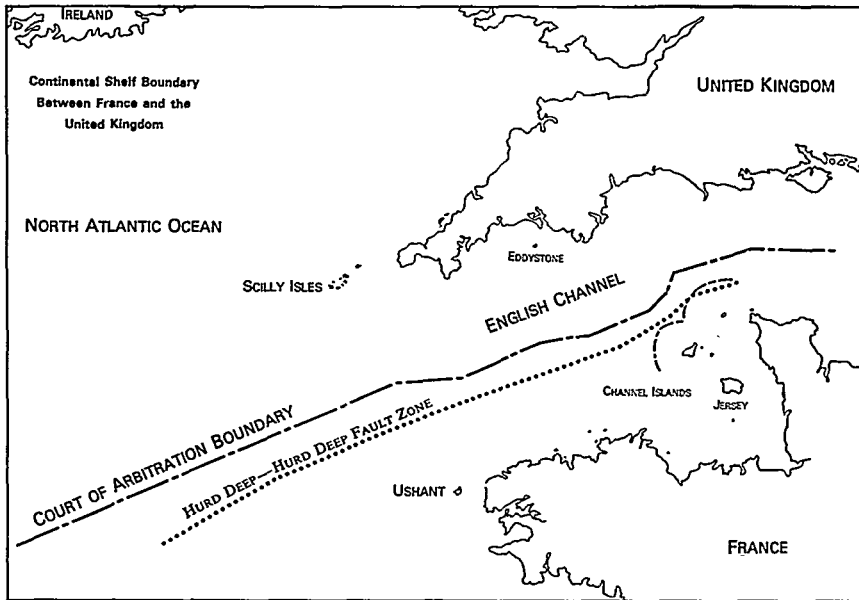 IRELAND
Continental Shelf Boundary
Between France and the
United Kingdom
UNITED KINGDOM
NORTH ATLANTIC OCEAN
EDDYSTONE
SCILLY ISLES
ENGLISH CHANNEL
CHANNEL ISLANDS
JERSEY
COURT OF ARBITRATION BOUNDARY
HURD DEEP—HURD DEEP FAULT ZONE
USHANT
FRANCE